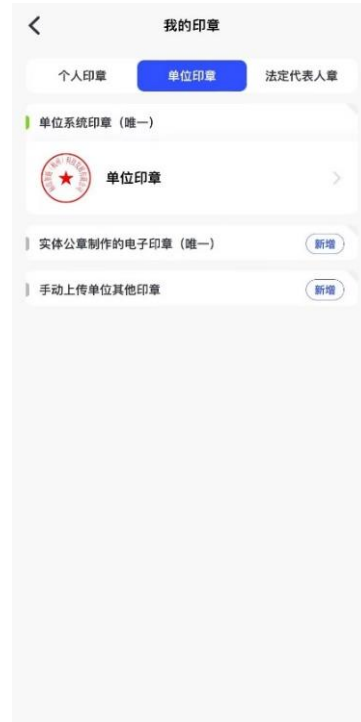 我的印章
个人印章 单位印章 法定代表人章
单位系统印章（唯一）
单位印章
实体公章制作的电子印章（唯一） 新增
手动上传单位其他印章 新增